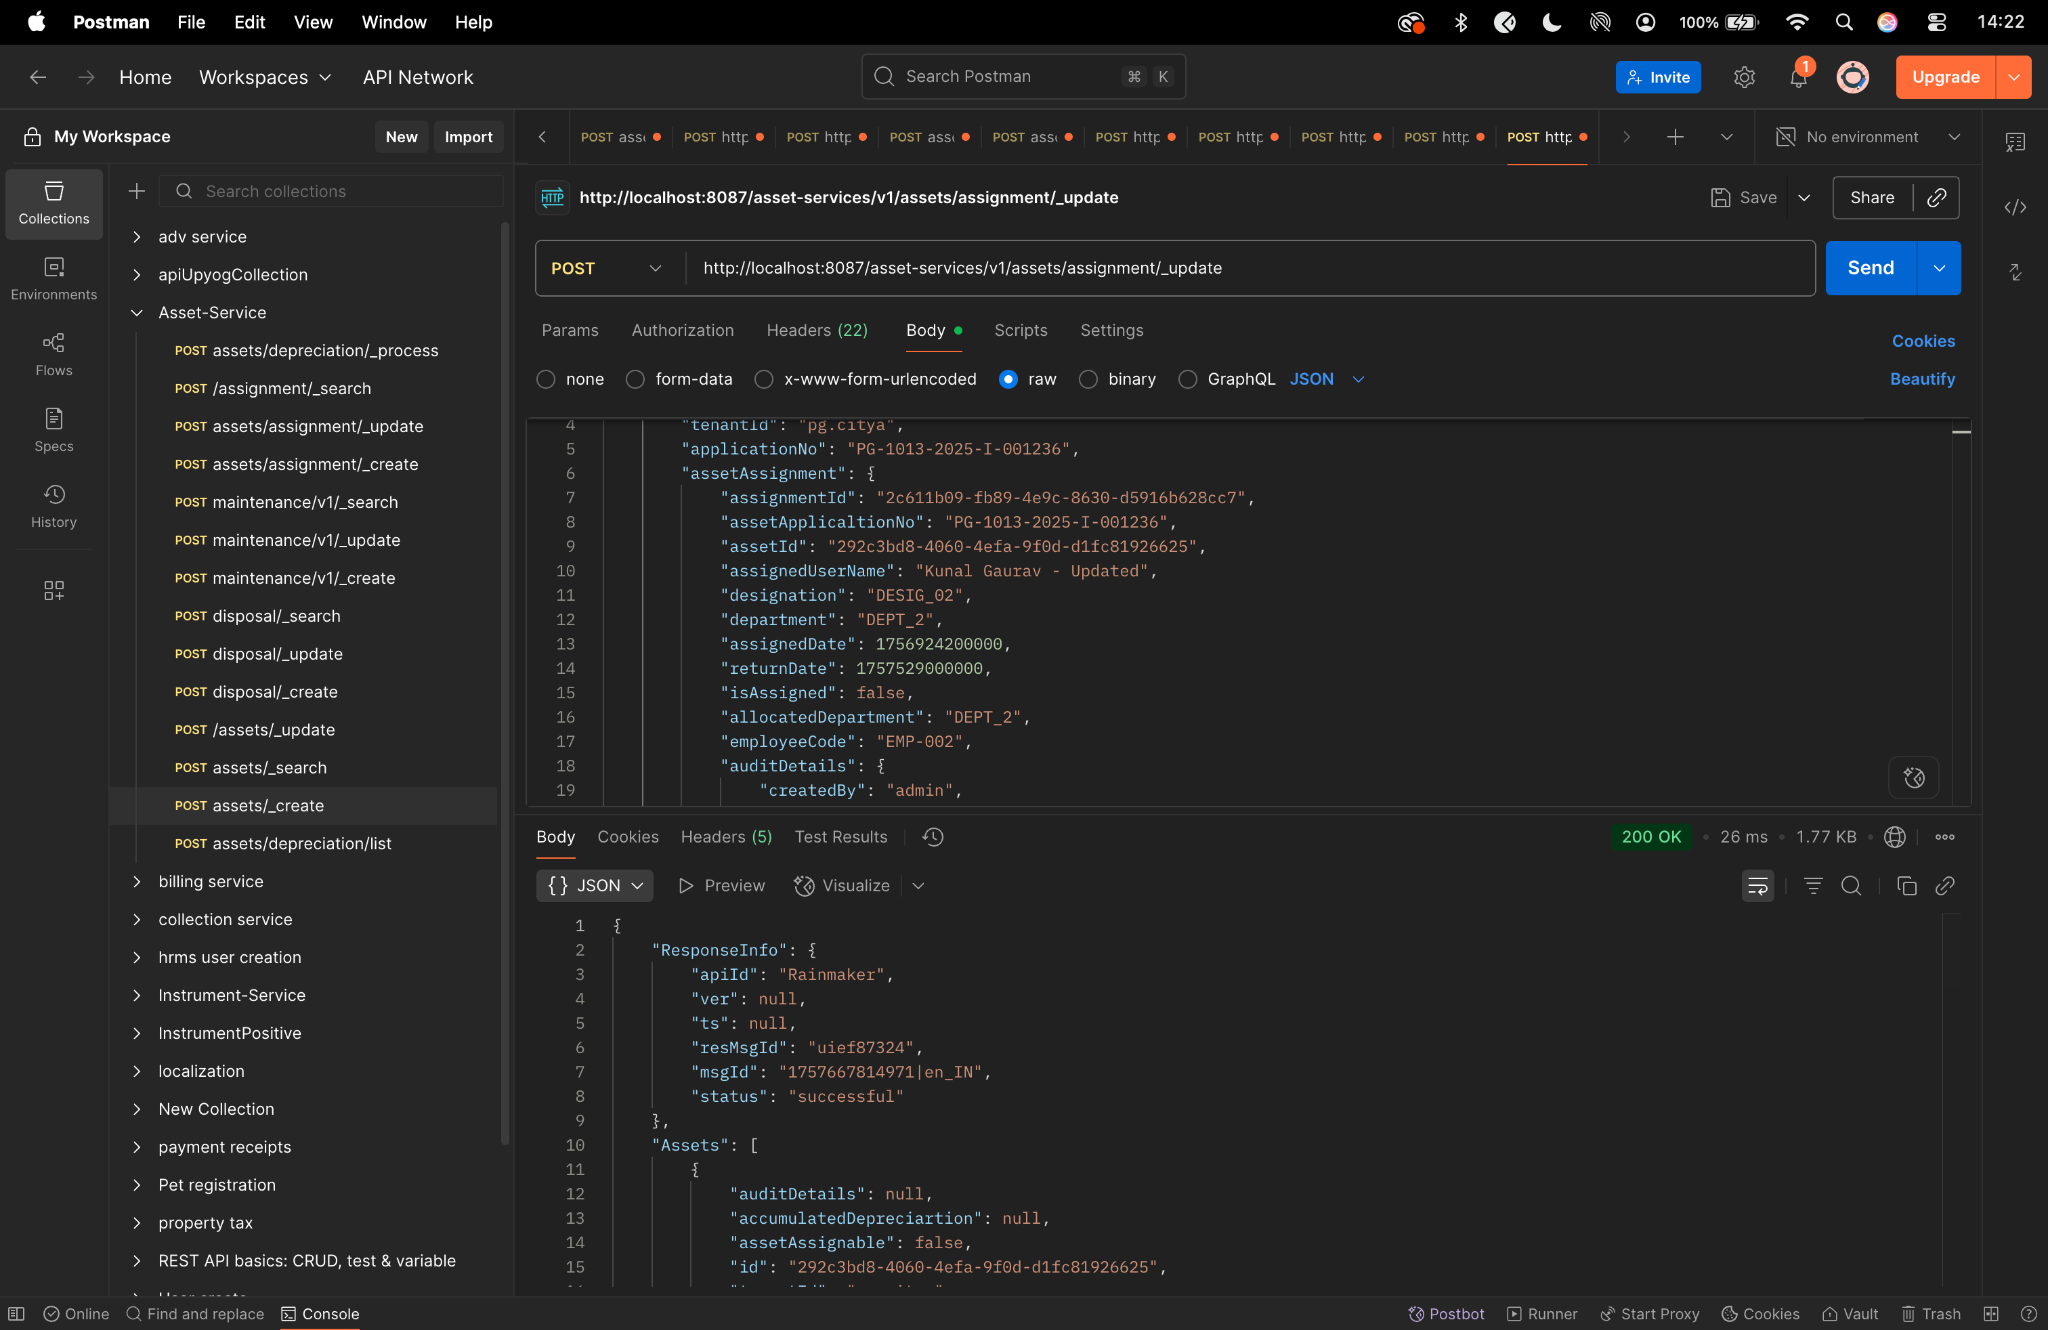 Postman File Edit View Window Help 100% 14:22
Home Workspaces API Network Search Postman ⌘ K Invite 1 Upgrade
My Workspace New Import
POST asse POST http POST http POST asse POST asse POST http POST http POST http POST http POST http No environment
Collections
Environments
Flows
Specs
History
Search collections
adv service
apiUpyogCollection
Asset-Service
POST assets/depreciation/_process
POST /assignment/_search
POST assets/assignment/_update
POST assets/assignment/_create
POST maintenance/v1/_search
POST maintenance/v1/_update
POST maintenance/v1/_create
POST disposal/_search
POST disposal/_update
POST disposal/_create
POST /assets/_update
POST assets/_search
POST assets/_create
POST assets/depreciation/list
billing service
collection service
hrms user creation
Instrument-Service
InstrumentPositive
localization
New Collection
payment receipts
Pet registration
property tax
REST API basics: CRUD, test & variable
HTTP http://localhost:8087/asset-services/v1/assets/assignment/_update Save Share
POST http://localhost:8087/asset-services/v1/assets/assignment/_update Send
Params Authorization Headers (22) Body Scripts Settings Cookies
none form-data x-www-form-urlencoded raw binary GraphQL JSON Beautify
4 "tenantId": "pg.citya",
5 "applicationNo": "PG-1013-2025-I-001236",
6 "assetAssignment": {
7 "assignmentId": "2c611b09-fb89-4e9c-8630-d5916b628cc7",
8 "assetApplicaltionNo": "PG-1013-2025-I-001236",
9 "assetId": "292c3bd8-4060-4efa-9f0d-d1fc81926625",
10 "assignedUserName": "Kunal Gaurav - Updated",
11 "designation": "DESIG_02",
12 "department": "DEPT_2",
13 "assignedDate": 1756924200000,
14 "returnDate": 1757529000000,
15 "isAssigned": false,
16 "allocatedDepartment": "DEPT_2",
17 "employeeCode": "EMP-002",
18 "auditDetails": {
19 "createdBy": "admin",
Body Cookies Headers (5) Test Results 200 OK • 26 ms • 1.77 KB
{} JSON Preview Visualize
1 {
2 "ResponseInfo": {
3 "apiId": "Rainmaker",
4 "ver": null,
5 "ts": null,
6 "resMsgId": "uief87324",
7 "msgId": "1757667814971|en_IN",
8 "status": "successful"
9 },
10 "Assets": [
11 {
12 "auditDetails": null,
13 "accumulatedDepreciartion": null,
14 "assetAssignable": false,
15 "id": "292c3bd8-4060-4efa-9f0d-d1fc81926625",
Online Find and replace Console Postbot Runner Start Proxy Cookies Vault Trash